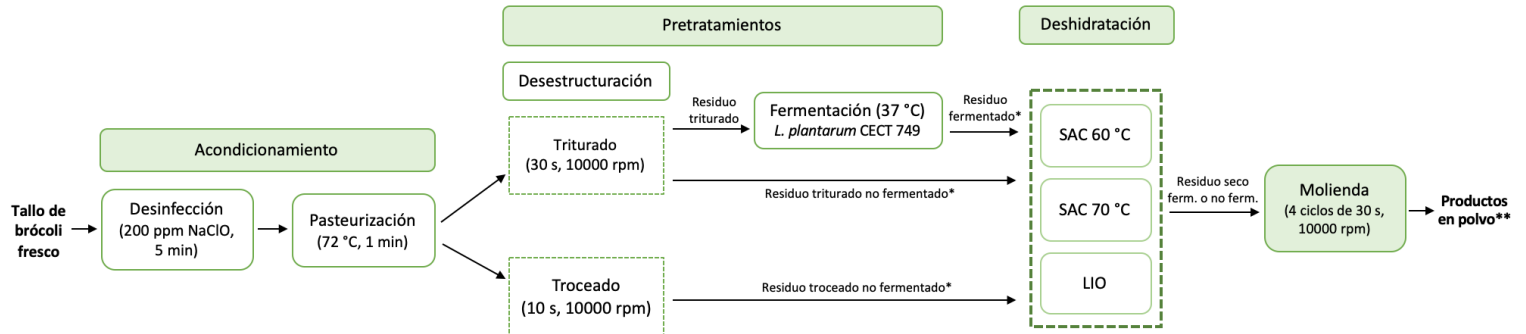 Pretratamientos
Deshidratación
Desestructuración
Acondicionamiento
Tallo de
brócoli
fresco
Desinfección
(200 ppm NaClO,
5 min)
Pasteurización
(72 °C, 1 min)
Triturado
(30 s, 10000 rpm)
Residuo
triturado
Fermentación (37 °C)
L. plantarum CECT 749
Residuo
fermentado*
Residuo triturado no fermentado*
Troceado
(10 s, 10000 rpm)
Residuo troceado no fermentado*
SAC 60 °C
SAC 70 °C
LIO
Residuo seco
ferm. o no ferm.
Molienda
(4 ciclos de 30 s,
10000 rpm)
Productos
en polvo**